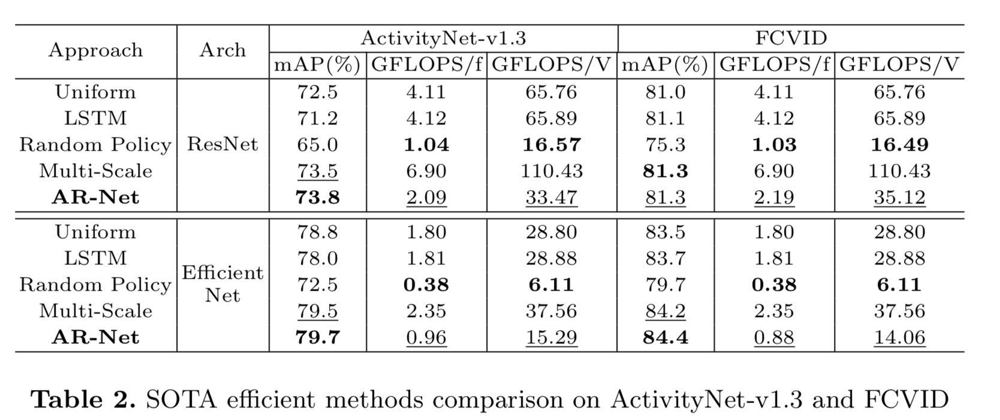 Approach Arch ActivityNet-v1.3 FCVID
mAP(%) GFLOPS/f GFLOPS/V mAP(%) GFLOPS/f GFLOPS/V
Uniform 72.5 4.11 65.76 81.0 4.11 65.76
LSTM 71.2 4.12 65.89 81.1 4.12 65.89
Random Policy ResNet 65.0 1.04 16.57 75.3 1.03 16.49
Multi-Scale 73.5 6.90 110.43 81.3 6.90 110.43
AR-Net 73.8 2.09 33.47 81.3 2.19 35.12
Uniform 78.8 1.80 28.80 83.5 1.80 28.80
LSTM 78.0 1.81 28.88 83.7 1.81 28.88
Efficient
Random Policy 72.5 0.38 6.11 79.7 0.38 6.11
Net
Multi-Scale 79.5 2.35 37.56 84.2 2.35 37.56
AR-Net 79.7 0.96 15.29 84.4 0.88 14.06
Table 2. SOTA efficient methods comparison on ActivityNet-v1.3 and FCVID